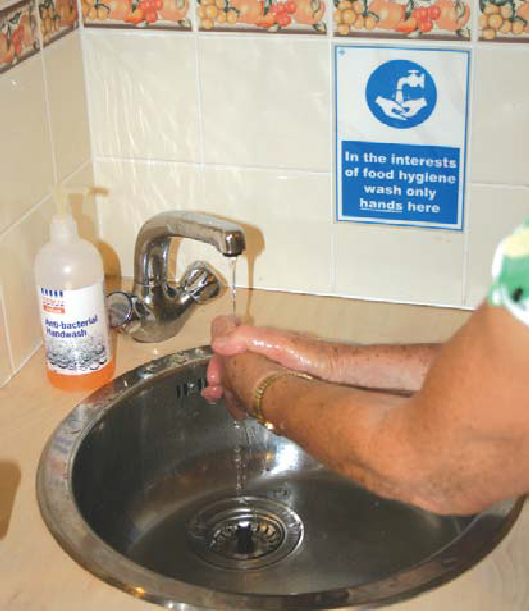 In the interests
of food hygiene
wash only
hands here
Anti-bacterial
Handwash